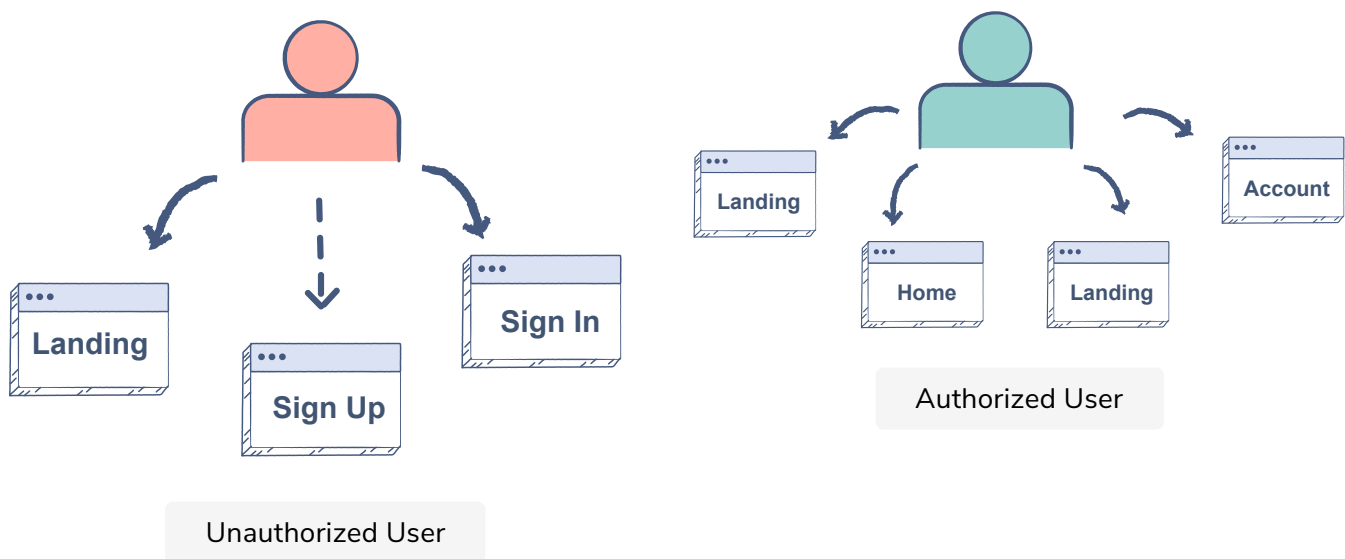 Landing
Sign Up
Sign In
Unauthorized User
Landing
Home
Landing
Account
Authorized User